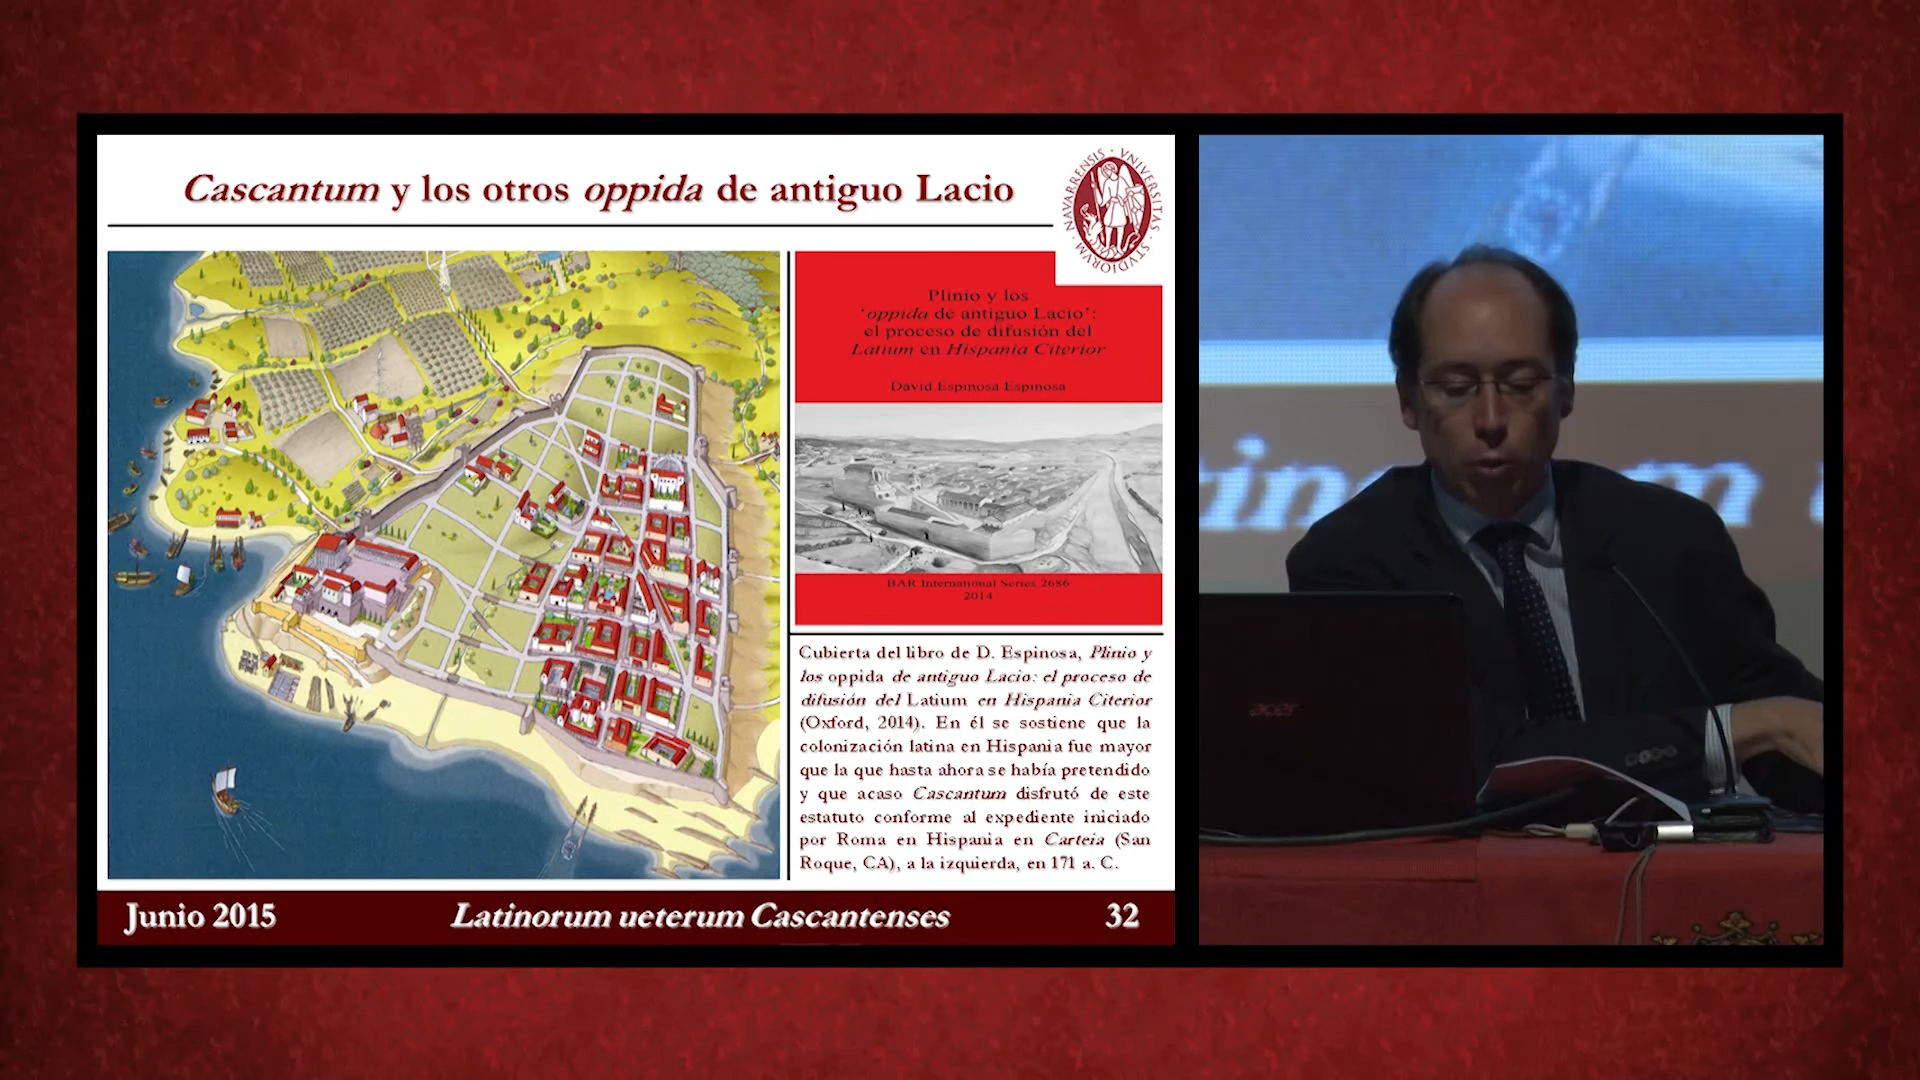 Cascantum y los otros oppida de antiguo Lacio
NAVARRENSIS · VNIVERSITAS · STVDIORVM ·
Plinio y los
'oppida de antiguo Lacio':
el proceso de difusión del
Latium en Hispania Citerior
David Espinosa Espinosa
BAR International Series 2686
2014
Cubierta del libro de D. Espinosa, Plinio y
los oppida de antiguo Lacio: el proceso de
difusión del Latium en Hispania Citerior
(Oxford, 2014). En él se sostiene que la
colonización latina en Hispania fue mayor
que la que hasta ahora se había pretendido
y que acaso Cascantum disfrutó de este
estatuto conforme al expediente iniciado
por Roma en Hispania en Carteia (San
Roque, CA), a la izquierda, en 171 a. C.
Junio 2015
Latinorum ueterum Cascantenses
32
acer